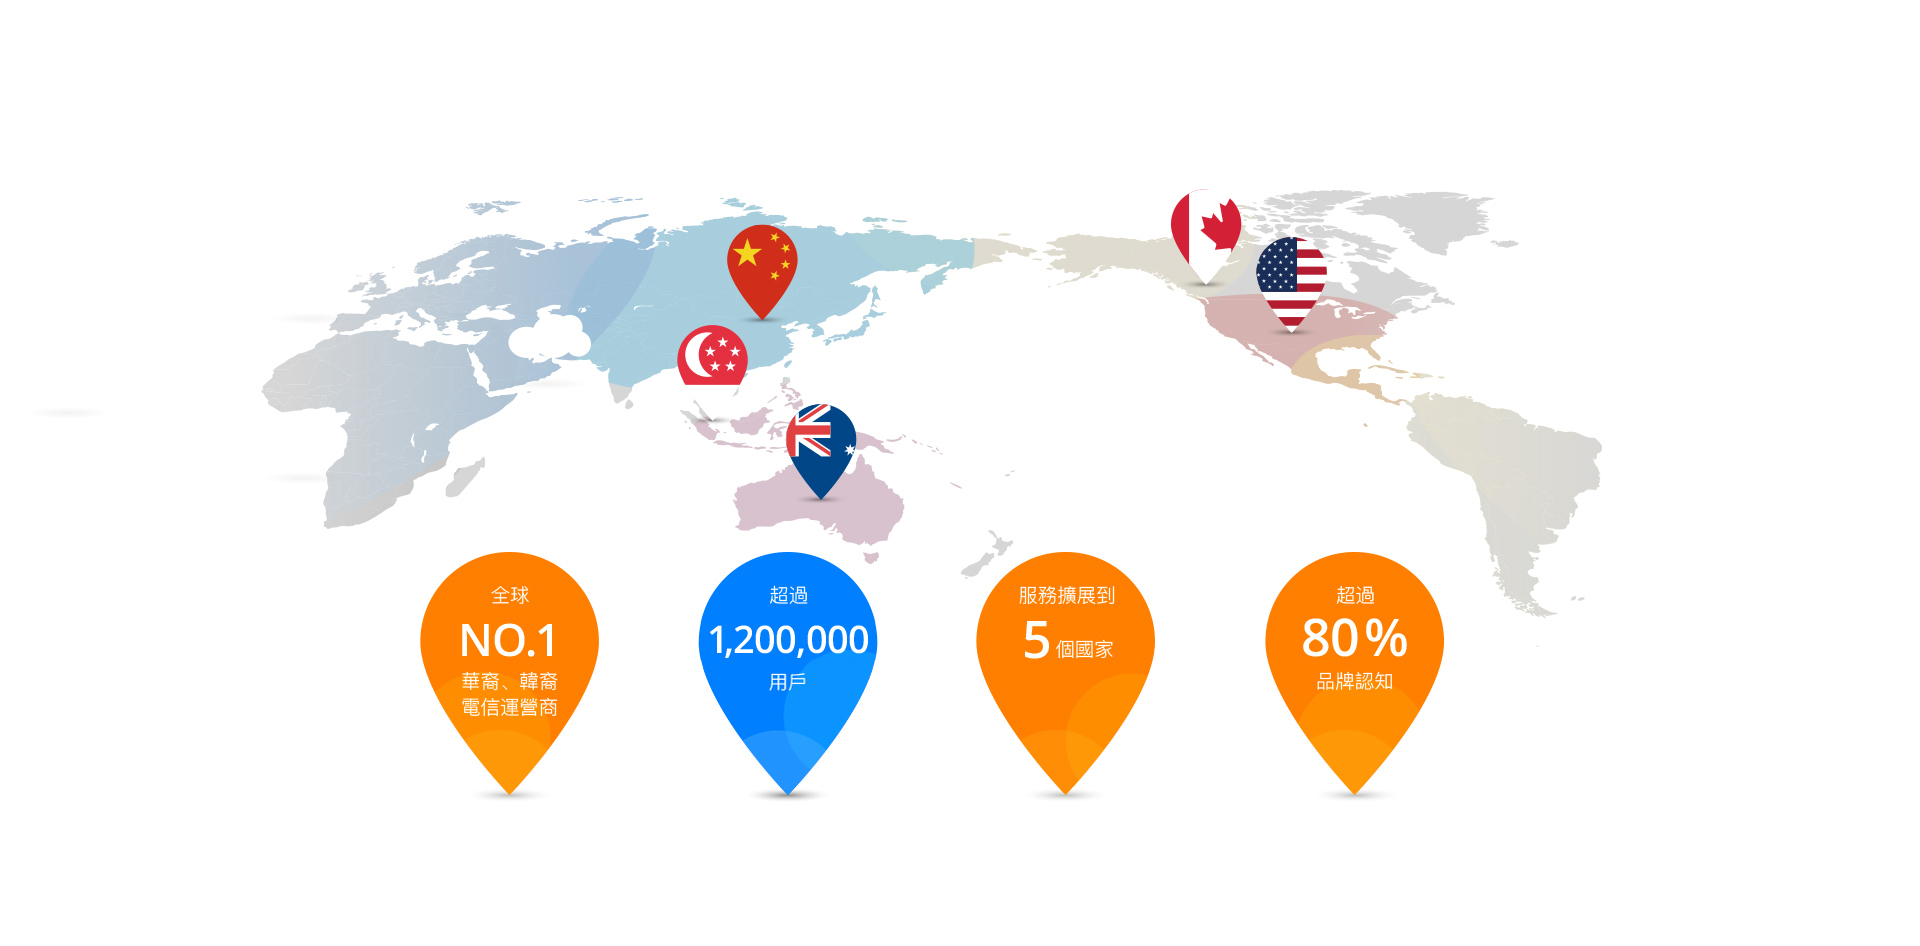 全球
NO.1
華裔、韓裔
電信運營商
超過
1,200,000
用戶
服務擴展到
5 個國家
超過
80%
品牌認知